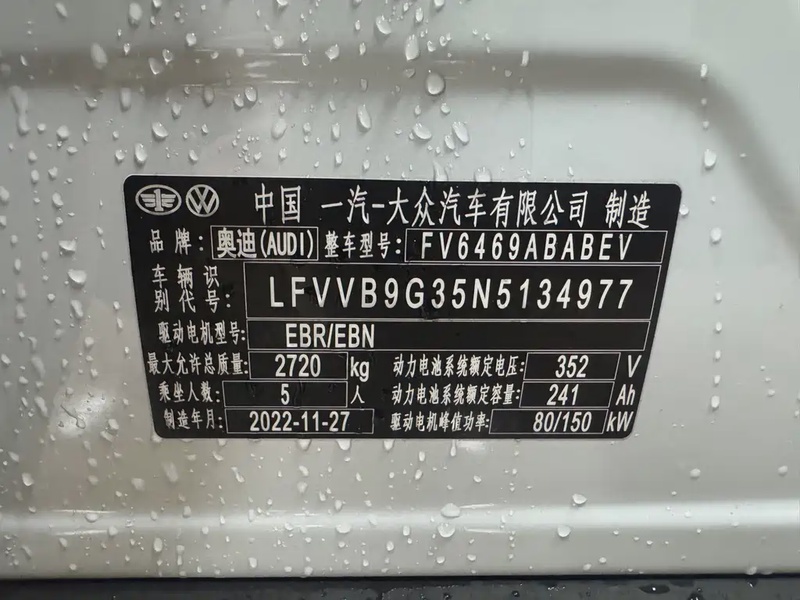 中国 一汽-大众汽车有限公司 制造
品牌: 奥迪(AUDI) 整车型号: FV6469ABABEV
车辆识别代号: LFVVB9G35N5134977
驱动电机型号: EBR/EBN
最大允许总质量: 2720 kg 动力电池系统额定电压: 352 V
乘坐人数: 5 人 动力电池系统额定容量: 241 Ah
制造年月: 2022-11-27 驱动电机峰值功率: 80/150 kW